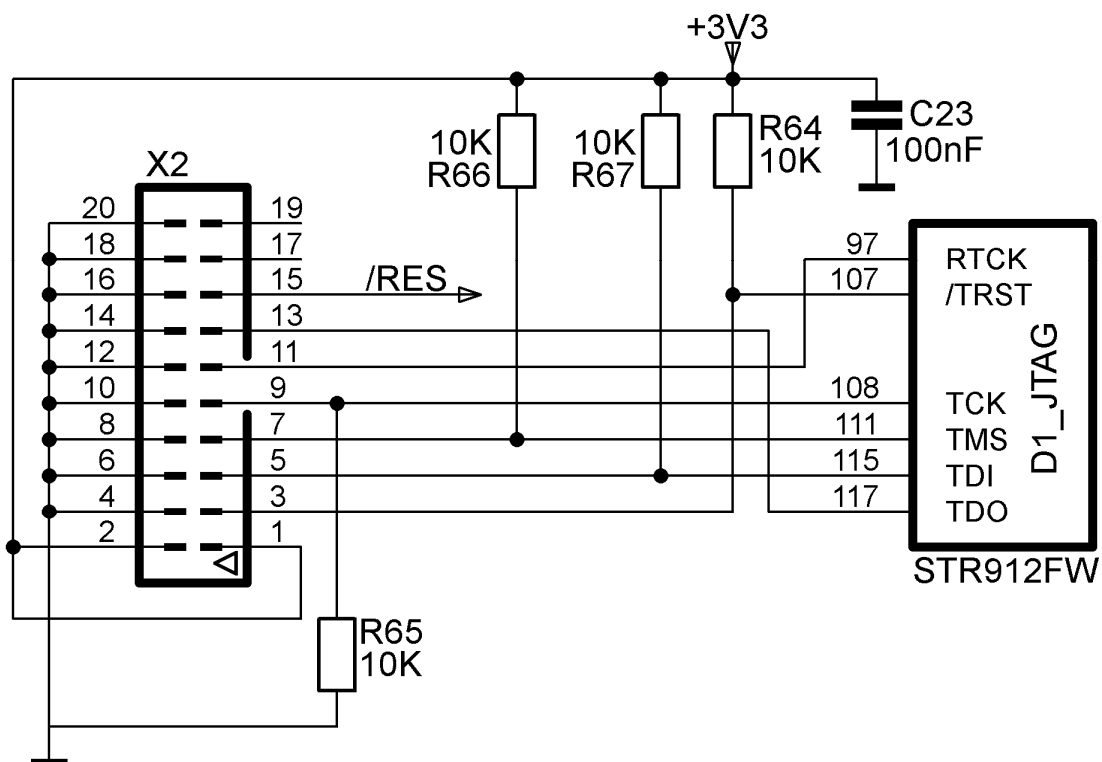 +3V3
10K
R66
10K
R67
R64
10K
C23
100nF
X2
20 19
18 17
16 15 /RES
14 13
12 11
10 9
8 7
6 5
4 3
2 1
97 RTCK
107 /TRST
108 TCK
111 TMS
115 TDI
117 TDO
D1_JTAG
STR912FW
R65
10K